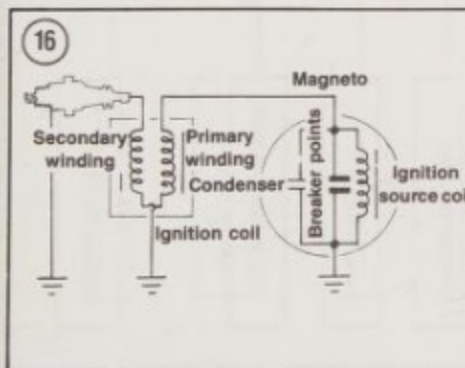 16
Magneto
Secondary winding
Primary winding
Condenser
Breaker points
Ignition source coi
Ignition coil